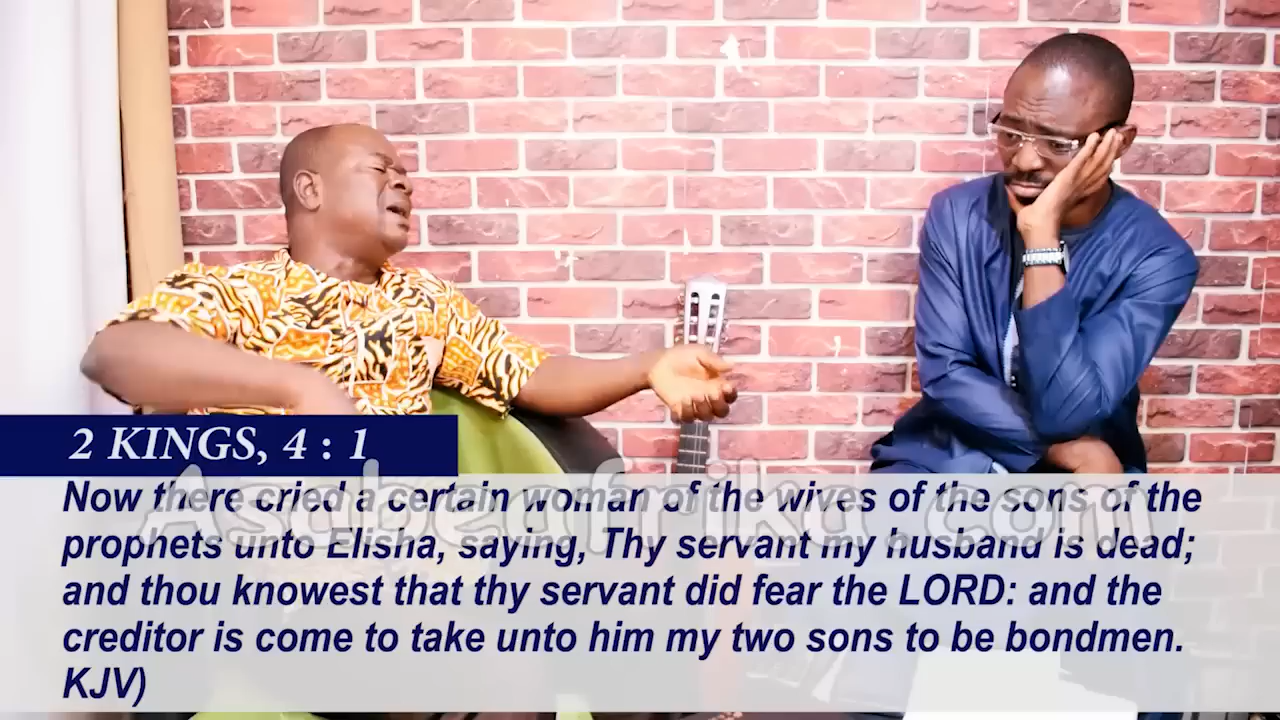 2 KINGS, 4 : 1
Now there cried a certain woman of the wives of the sons of the
prophets unto Elisha, saying, Thy servant my husband is dead;
and thou knowest that thy servant did fear the LORD: and the
creditor is come to take unto him my two sons to be bondmen.
KJV)
Asabeafrika.com